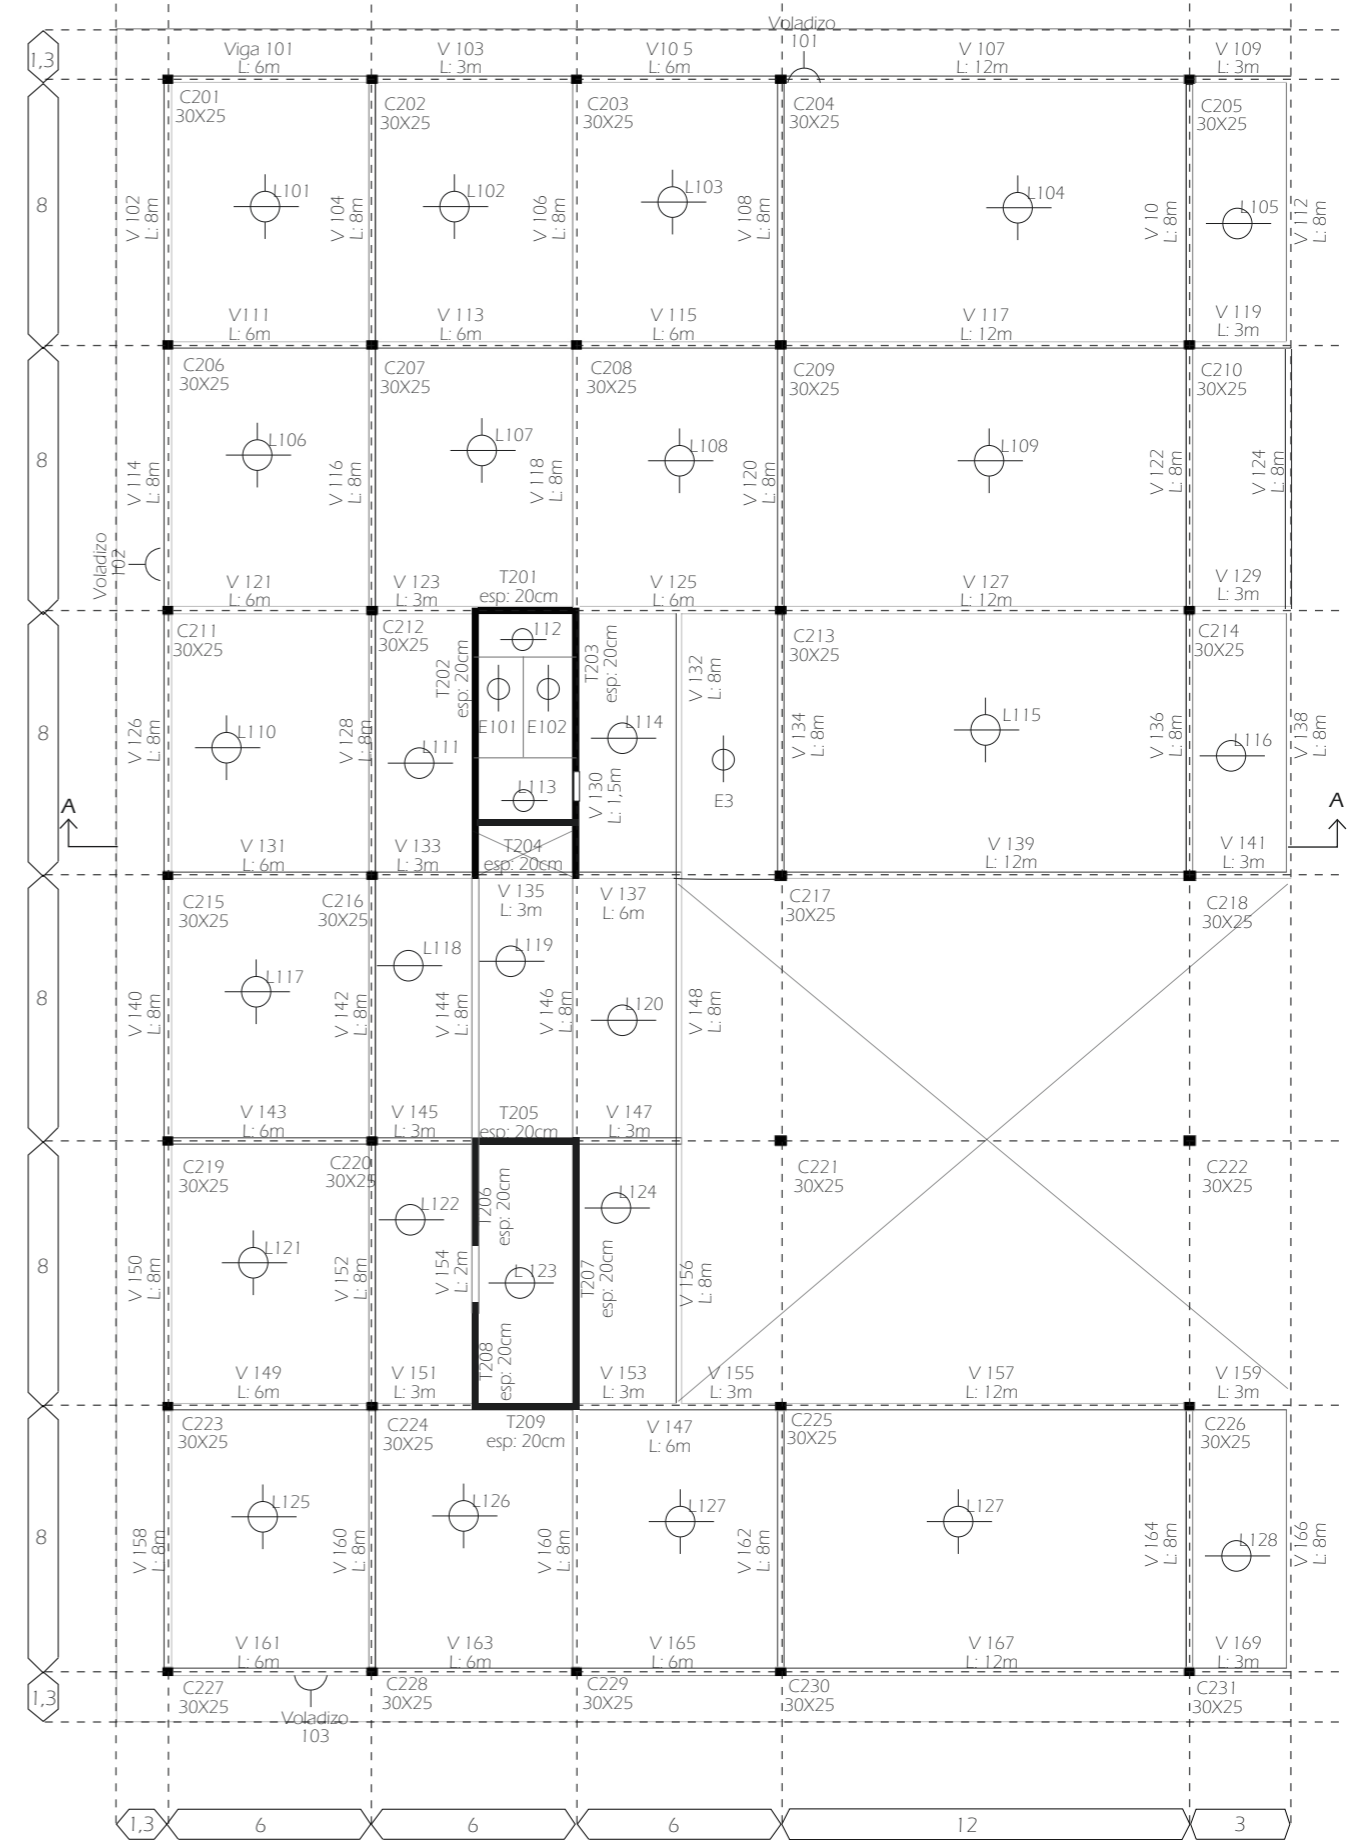 Voladizo
101
Viga 101
L: 6m
V 103
L: 3m
V10 5
L: 6m
V 107
L: 12m
V 109
L: 3m
1,3
C201
30X25
C202
30X25
C203
30X25
C204
30X25
C205
30X25
8
V 102
L: 8m
L101
V 104
L: 8m
L102
V 106
L: 8m
L103
V 108
L: 8m
L104
V 10
L: 8m
L105
V 112
L: 8m
V111
L: 6m
V 113
L: 6m
V 115
L: 6m
V 117
L: 12m
V 119
L: 3m
C206
30X25
C207
30X25
C208
30X25
C209
30X25
C210
30X25
8
V 114
L: 8m
L106
V 116
L: 8m
L107
V 118
L: 8m
L108
V 120
L: 8m
L109
V 122
L: 8m
V 124
L: 8m
Voladizo
102
V 121
L: 6m
V 123
L: 3m
T201
esp: 20cm
V 125
L: 6m
V 127
L: 12m
V 129
L: 3m
C211
30X25
C212
30X25
C213
30X25
C214
30X25
8
V 126
L: 8m
L110
V 128
L: 8m
L111
T202
esp: 20cm
112
E101
E102
L113
T203
esp: 20cm
L114
V 130
L: 1,5m
V 132
L: 8m
E3
V 134
L: 8m
L115
V 136
L: 8m
L116
V 138
L: 8m
A
A
V 131
L: 6m
V 133
L: 3m
T204
esp: 20cm
V 139
L: 12m
V 141
L: 3m
C215
30X25
C216
30X25
V 135
L: 3m
V 137
L: 6m
C217
30X25
C218
30X25
8
V 140
L: 8m
L117
V 142
L: 8m
L118
V 144
L: 8m
L119
V 146
L: 8m
L120
V 148
L: 8m
V 143
L: 6m
V 145
L: 3m
T205
esp: 20cm
V 147
L: 3m
C219
30X25
C220
30X25
C221
30X25
C222
30X25
8
V 150
L: 8m
L121
V 152
L: 8m
L122
V 154
L: 2m
T206
esp: 20cm
L 123
T208
esp: 20cm
T207
esp: 20cm
L124
V 156
L: 8m
V 149
L: 6m
V 151
L: 3m
V 153
L: 3m
V 155
L: 3m
V 157
L: 12m
V 159
L: 3m
C223
30X25
C224
30X25
T209
esp: 20cm
V 147
L: 6m
C225
30X25
C226
30X25
8
V 158
L: 8m
L125
V 160
L: 8m
L126
V 160
L: 8m
L127
V 162
L: 8m
L127
V 164
L: 8m
L128
V 166
L: 8m
V 161
L: 6m
V 163
L: 6m
V 165
L: 6m
V 167
L: 12m
V 169
L: 3m
1,3
C227
30X25
C228
30X25
C229
30X25
C230
30X25
C231
30X25
Voladizo
103
1,3
6
6
6
12
3